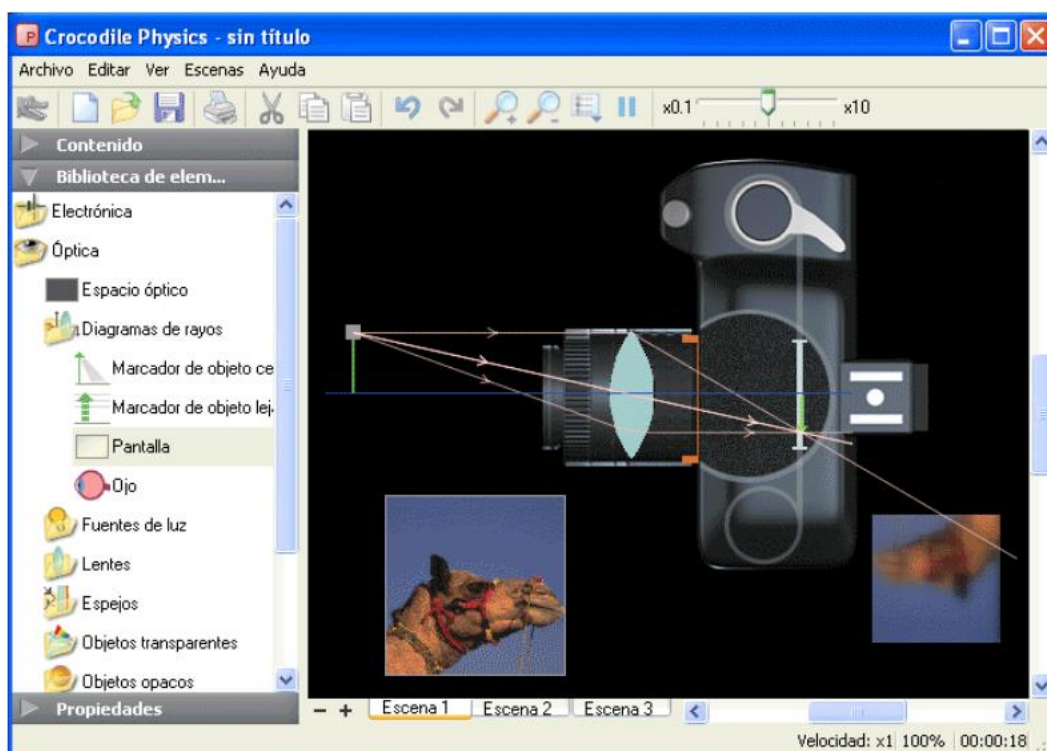 Crocodile Physics - sin título
Archivo Editar Ver Escenas Ayuda
x0.1 x10
Contenido
Biblioteca de elem...
Electrónica
Óptica
Espacio óptico
Diagramas de rayos
Marcador de objeto ce
Marcador de objeto lej
Pantalla
Ojo
Fuentes de luz
Lentes
Espejos
Objetos transparentes
Objetos opacos
Propiedades
Escena 1 Escena 2 Escena 3
Velocidad: x1 100% 00:00:18